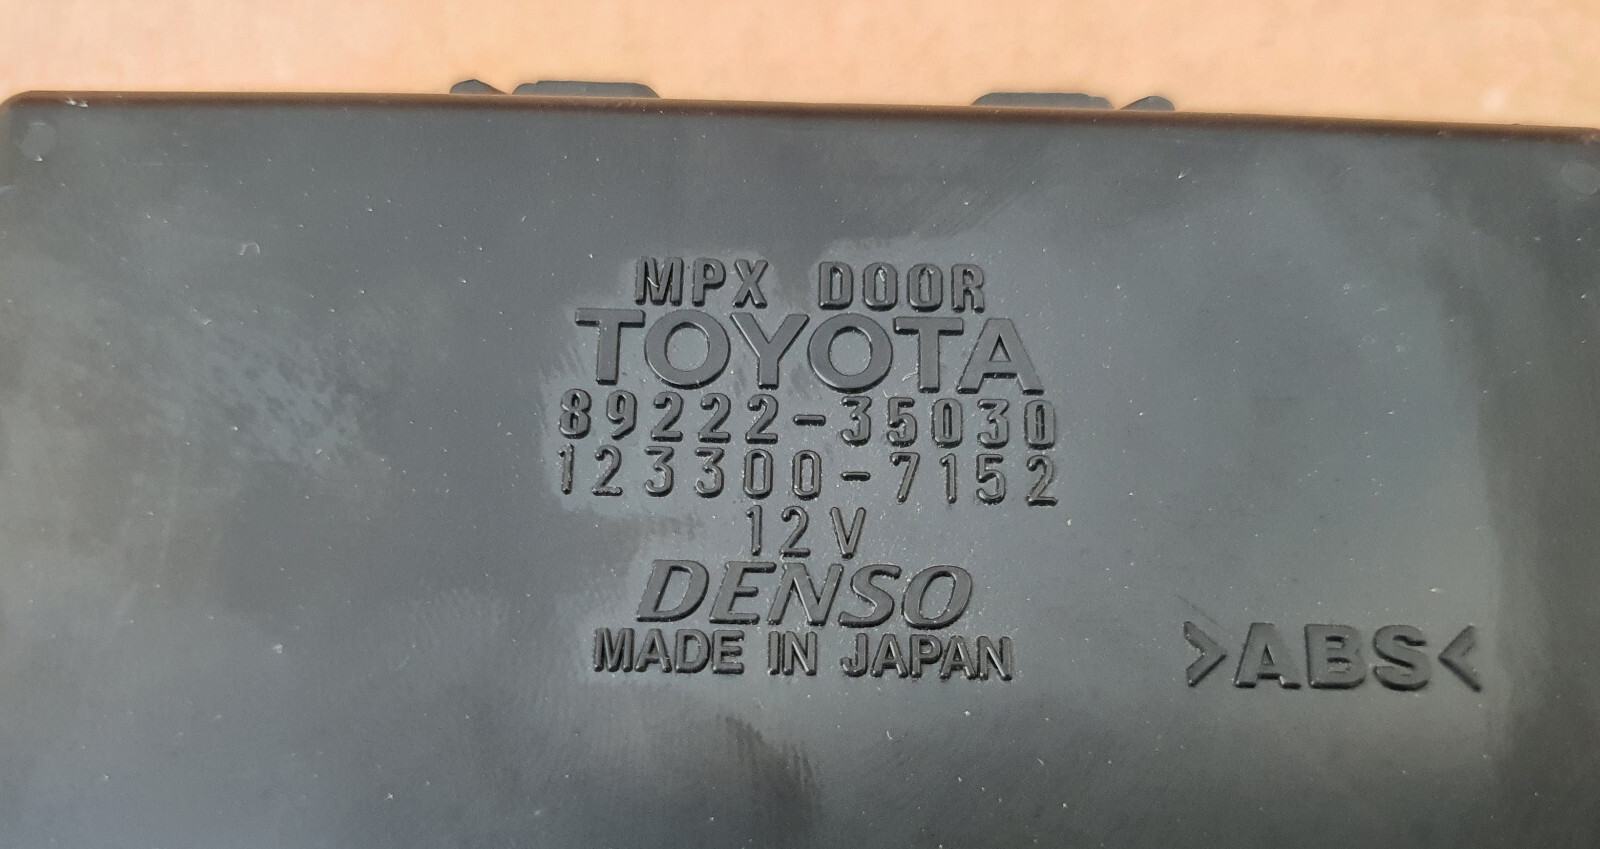 MPX DOOR
TOYOTA
89222-35030
123300-7152
12V
DENSO
MADE IN JAPAN
>ABS<